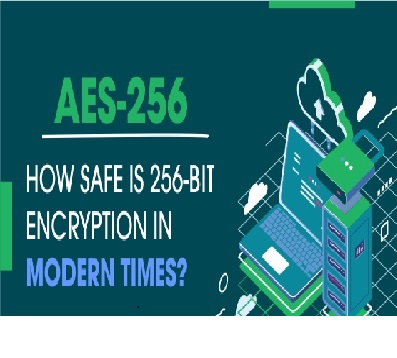 AES-256
HOW SAFE IS 256-BIT
ENCRYPTION IN
MODERN TIMES?